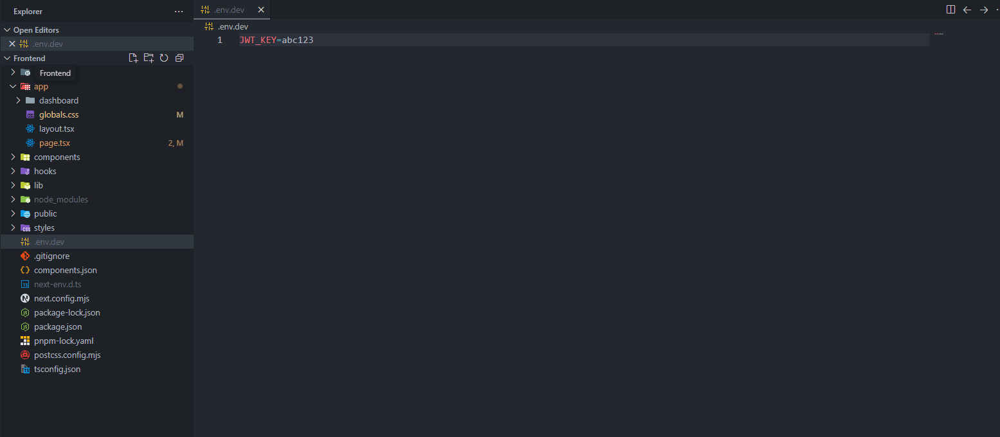 Explorer
.env.dev
Open Editors
.env.dev
.env.dev
1 JWT_KEY=abc123
Frontend
Frontend
app
dashboard
globals.css M
layout.tsx
page.tsx 2, M
components
hooks
lib
node_modules
public
styles
.env.dev
.gitignore
components.json
next-env.d.ts
next.config.mjs
package-lock.json
package.json
pnpm-lock.yaml
postcss.config.mjs
tsconfig.json